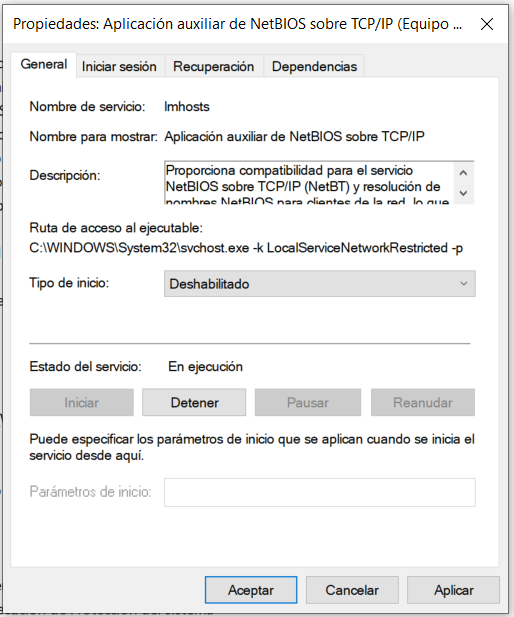 Propiedades: Aplicación auxiliar de NetBIOS sobre TCP/IP (Equipo ...
General Iniciar sesión Recuperación Dependencias
Nombre de servicio: lmhosts
Nombre para mostrar: Aplicación auxiliar de NetBIOS sobre TCP/IP
Descripción: Proporciona compatibilidad para el servicio
NetBIOS sobre TCP/IP (NetBT) y resolución de
nombres NetBIOS para clientes de la red, lo que
Ruta de acceso al ejecutable:
C:\WINDOWS\System32\svchost.exe -k LocalServiceNetworkRestricted -p
Tipo de inicio: Deshabilitado
Estado del servicio: En ejecución
Iniciar Detener Pausar Reanudar
Puede especificar los parámetros de inicio que se aplican cuando se inicia el
servicio desde aquí.
Parámetros de inicio:
Aceptar Cancelar Aplicar